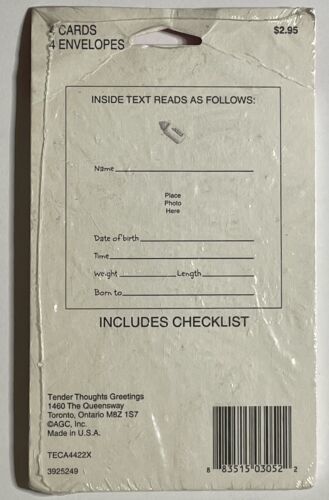 4 CARDS
4 ENVELOPES
$2.95
INSIDE TEXT READS AS FOLLOWS:
Name
Place
Photo
Here
Date of birth
Time
Weight Length
Born to
INCLUDES CHECKLIST
Tender Thoughts Greetings
1460 The Queensway
Toronto, Ontario M8Z 1S7
©AGC, Inc.
Made in U.S.A.
TECA4422X
3925249
8 83515 03052 2